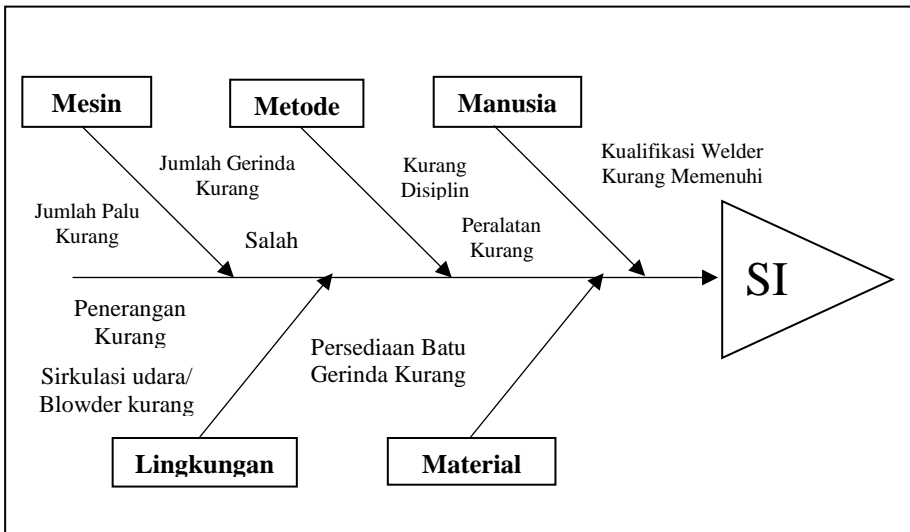 Mesin
Metode
Manusia
Jumlah Gerinda
Kurang
Kurang
Disiplin
Kualifikasi Welder
Kurang Memenuhi
Jumlah Palu
Kurang
Salah
Peralatan
Kurang
SI
Penerangan
Kurang
Persediaan Batu
Gerinda Kurang
Sirkulasi udara/
Blowder kurang
Lingkungan
Material